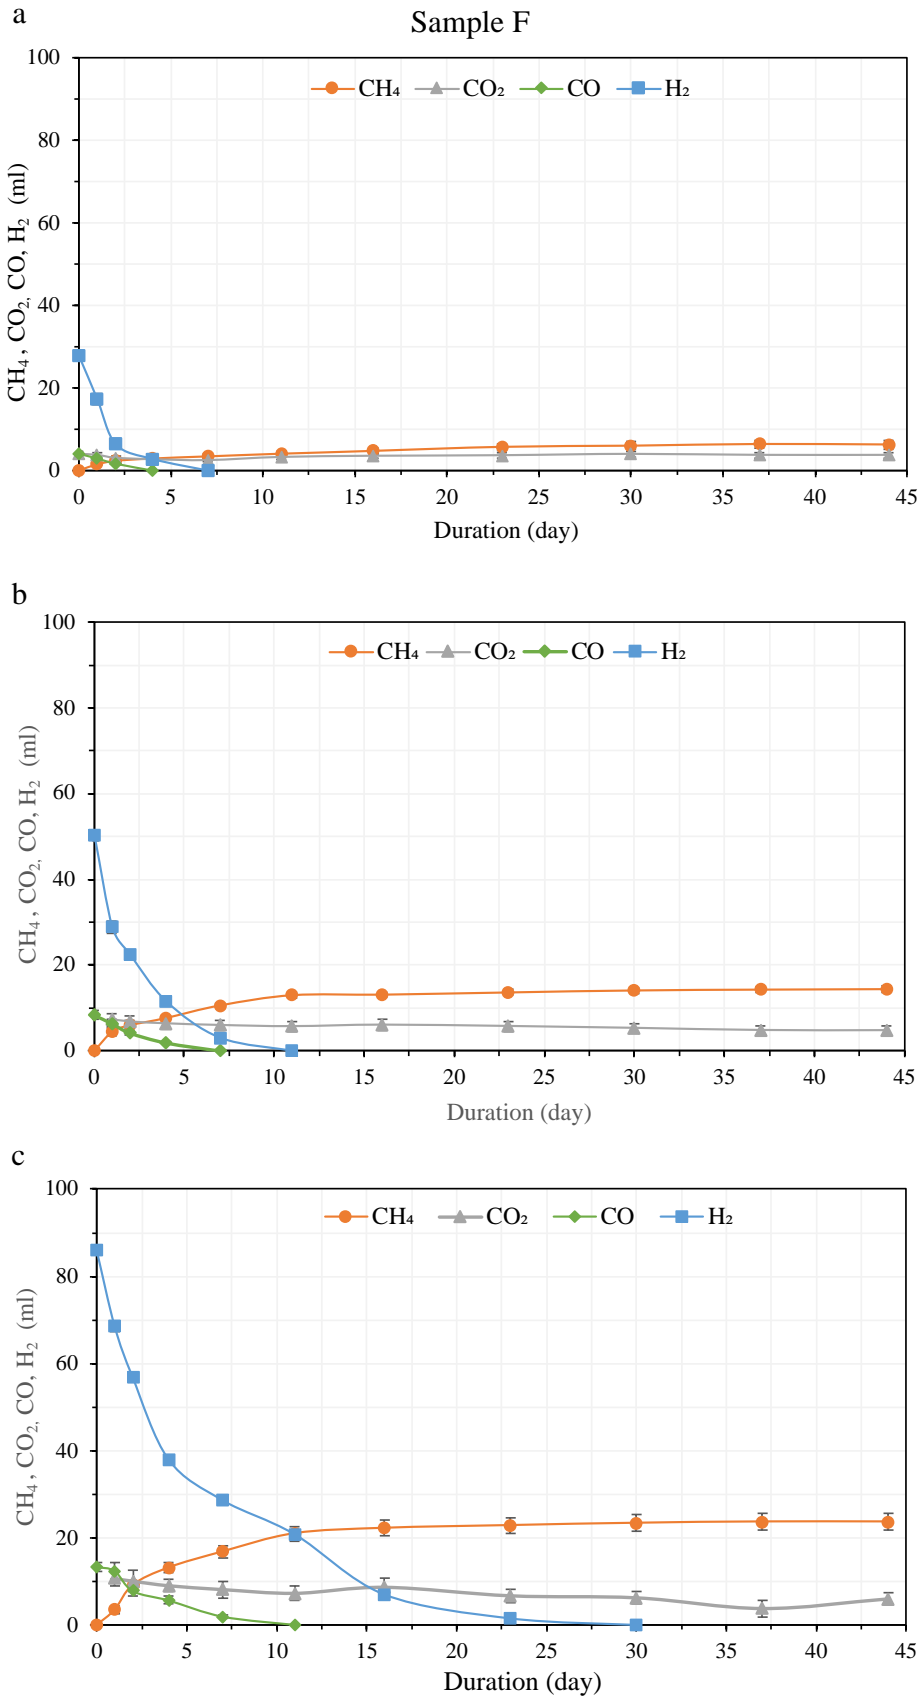 a
Sample F
100
80
60
40
20
0
CH₄, CO₂, CO, H₂ (ml)
CH₄ CO₂ CO H₂
0 5 10 15 20 25 30 35 40 45
Duration (day)
b
100
80
60
40
20
0
CH₄, CO₂, CO, H₂ (ml)
CH₄ CO₂ CO H₂
0 5 10 15 20 25 30 35 40 45
Duration (day)
c
100
80
60
40
20
0
CH₄, CO₂, CO, H₂ (ml)
CH₄ CO₂ CO H₂
0 5 10 15 20 25 30 35 40 45
Duration (day)